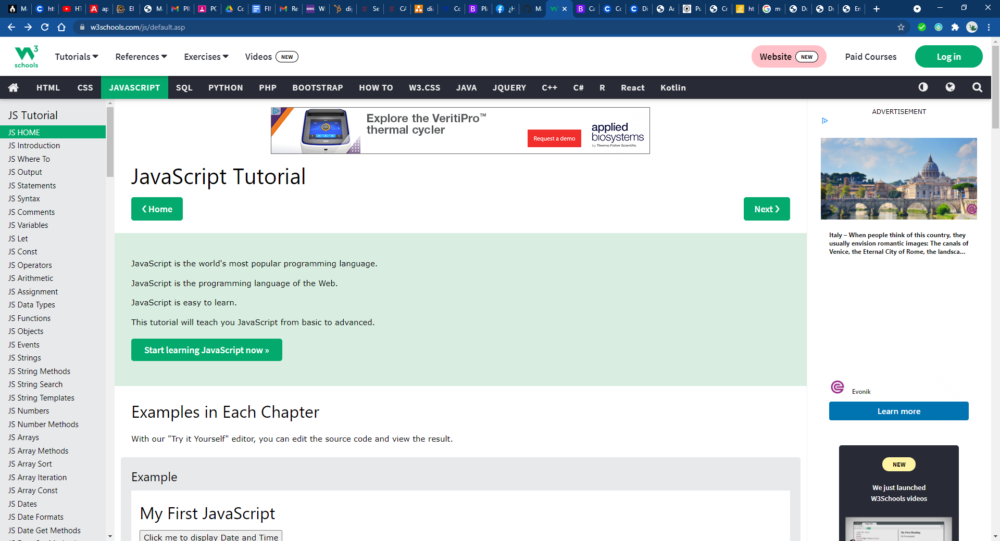 Ma
ht
HT
ap
El
Ma
Pll
PC
Cc
FII
Re
W
di
Se
CA
dia
Cc
Pla
¿H
Ma
Ca
Cc
Di
Ac
Pu
Cr
ht
m
Do
Do
En
w3schools.com/js/default.asp
W3 schools
Tutorials
References
Exercises
Videos NEW
Website NEW
Paid Courses
Log in
HTML CSS JAVASCRIPT SQL PYTHON PHP BOOTSTRAP HOW TO W3.CSS JAVA JQUERY C++ C# R React Kotlin
JS Tutorial
JS HOME
JS Introduction
JS Where To
JS Output
JS Statements
JS Syntax
JS Comments
JS Variables
JS Let
JS Const
JS Operators
JS Arithmetic
JS Assignment
JS Data Types
JS Functions
JS Objects
JS Events
JS Strings
JS String Methods
JS String Search
JS String Templates
JS Numbers
JS Number Methods
JS Arrays
JS Array Methods
JS Array Sort
JS Array Iteration
JS Array Const
JS Dates
JS Date Formats
JS Date Get Methods
Explore the VeritiPro™
thermal cycler
Request a demo
applied
biosystems
by Thermo Fisher Scientific
JavaScript Tutorial
❮ Home
Next ❯
JavaScript is the world's most popular programming language.
JavaScript is the programming language of the Web.
JavaScript is easy to learn.
This tutorial will teach you JavaScript from basic to advanced.
Start learning JavaScript now »
Examples in Each Chapter
With our "Try it Yourself" editor, you can edit the source code and view the result.
Example
My First JavaScript
Click me to display Date and Time
ADVERTISEMENT
Italy – When people think of this country, they
usually envision romantic images: The canals of
Venice, the Eternal City of Rome, the landsca...
Evonik
Learn more
NEW
We just launched
W3Schools videos